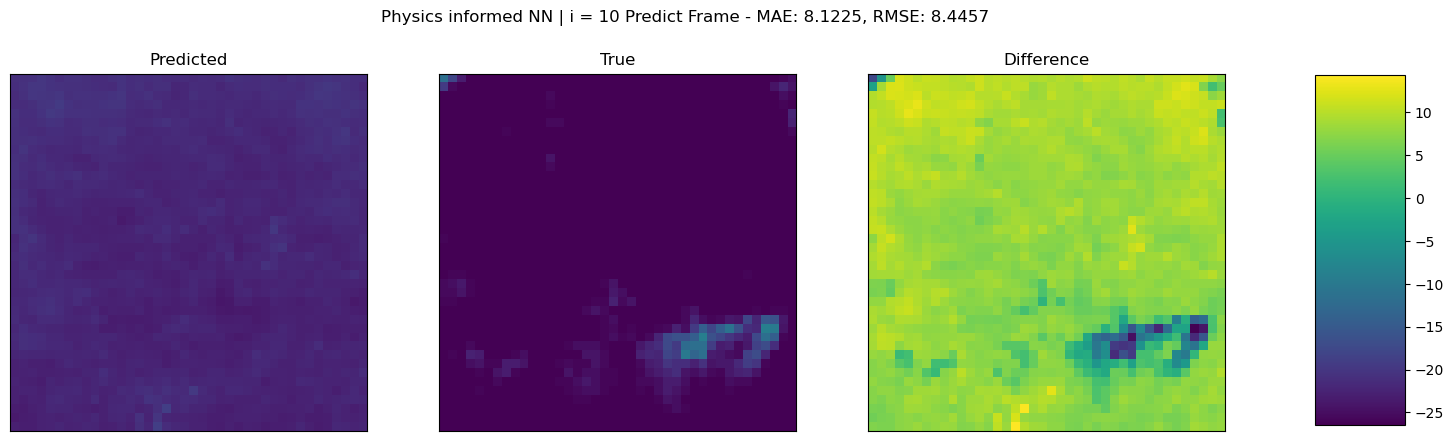 Physics informed NN | i = 10 Predict Frame - MAE: 8.1225, RMSE: 8.4457
Predicted
True
Difference
10
5
0
−5
−10
−15
−20
−25